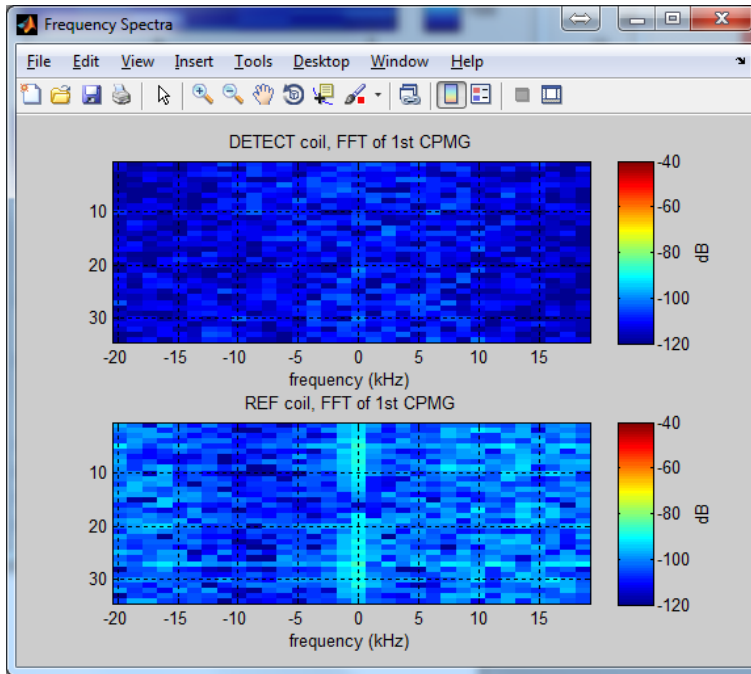 Frequency Spectra
File Edit View Insert Tools Desktop Window Help
DETECT coil, FFT of 1st CPMG
10
20
30
-20 -15 -10 -5 0 5 10 15
frequency (kHz)
-40
-60
-80
-100
-120
dB
REF coil, FFT of 1st CPMG
10
20
30
-20 -15 -10 -5 0 5 10 15
frequency (kHz)
-40
-60
-80
-100
-120
dB